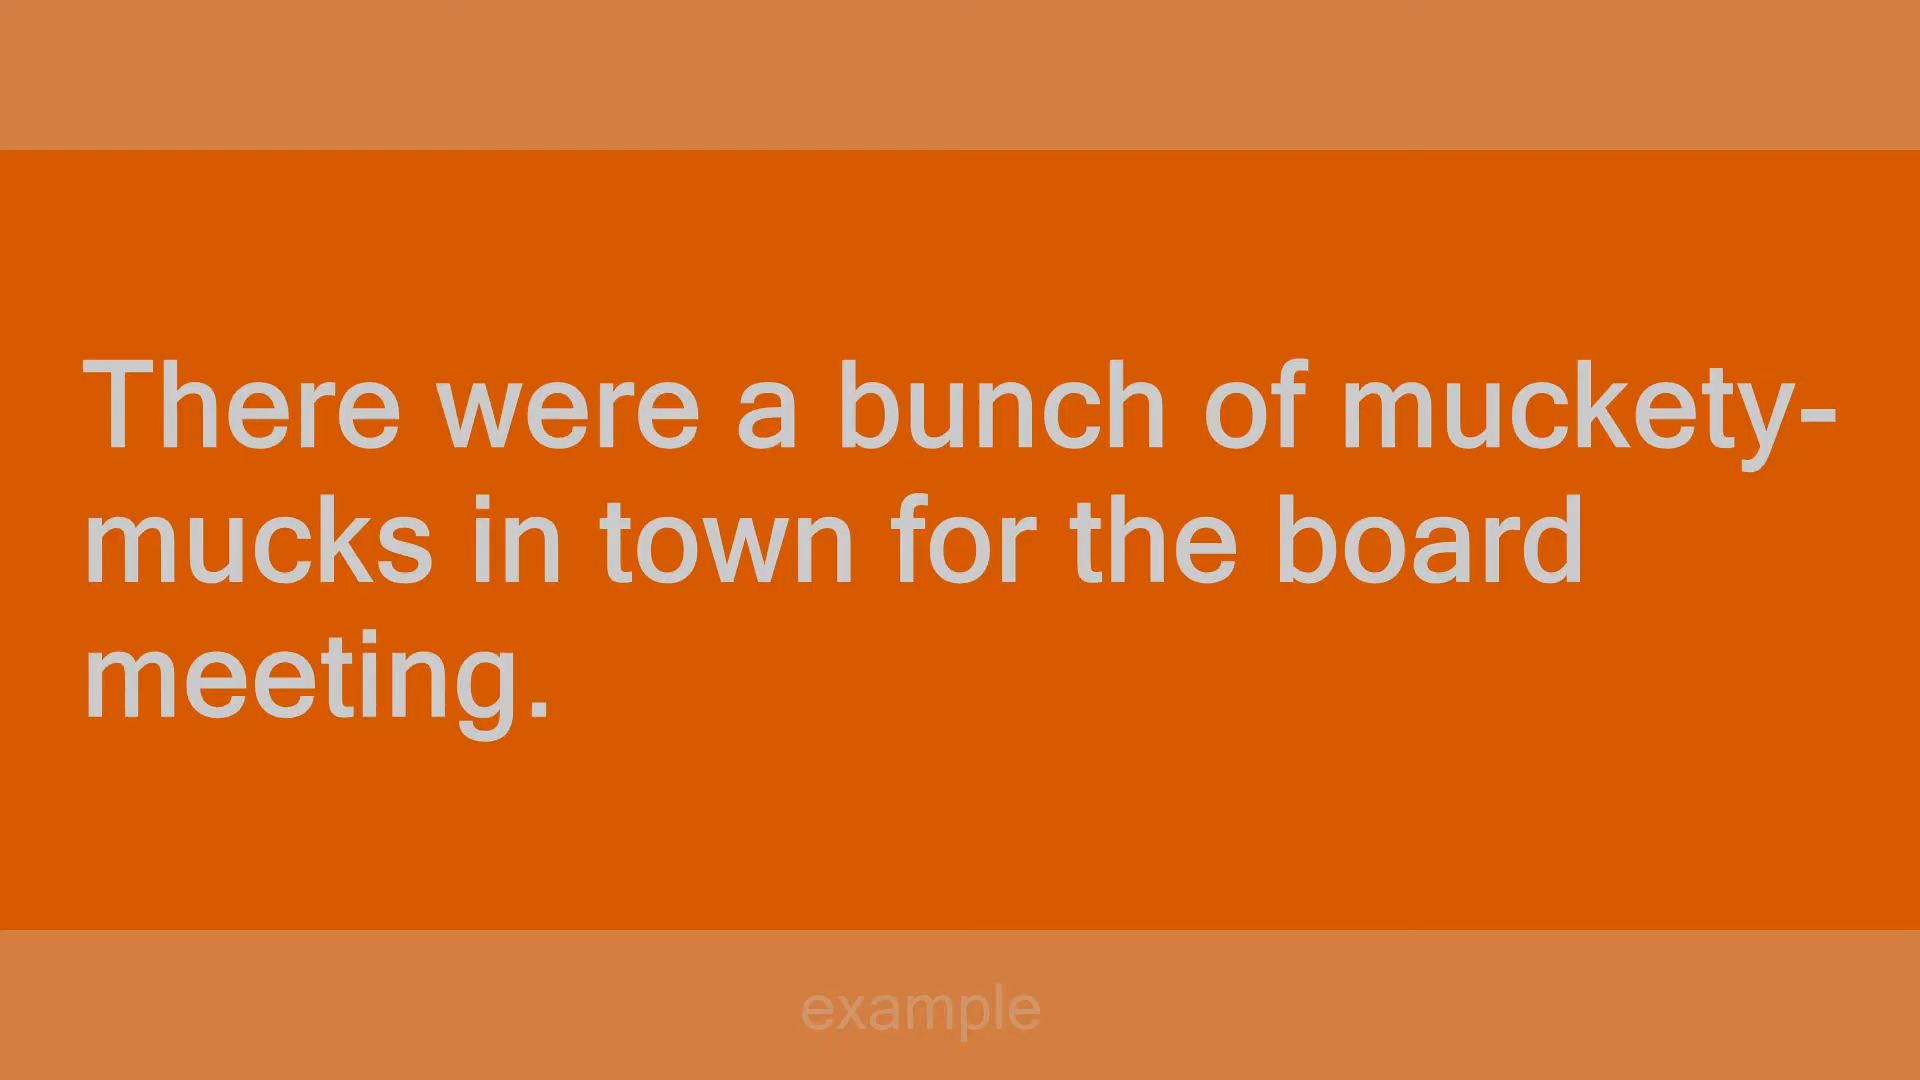 There were a bunch of muckety-
mucks in town for the board
meeting.
example